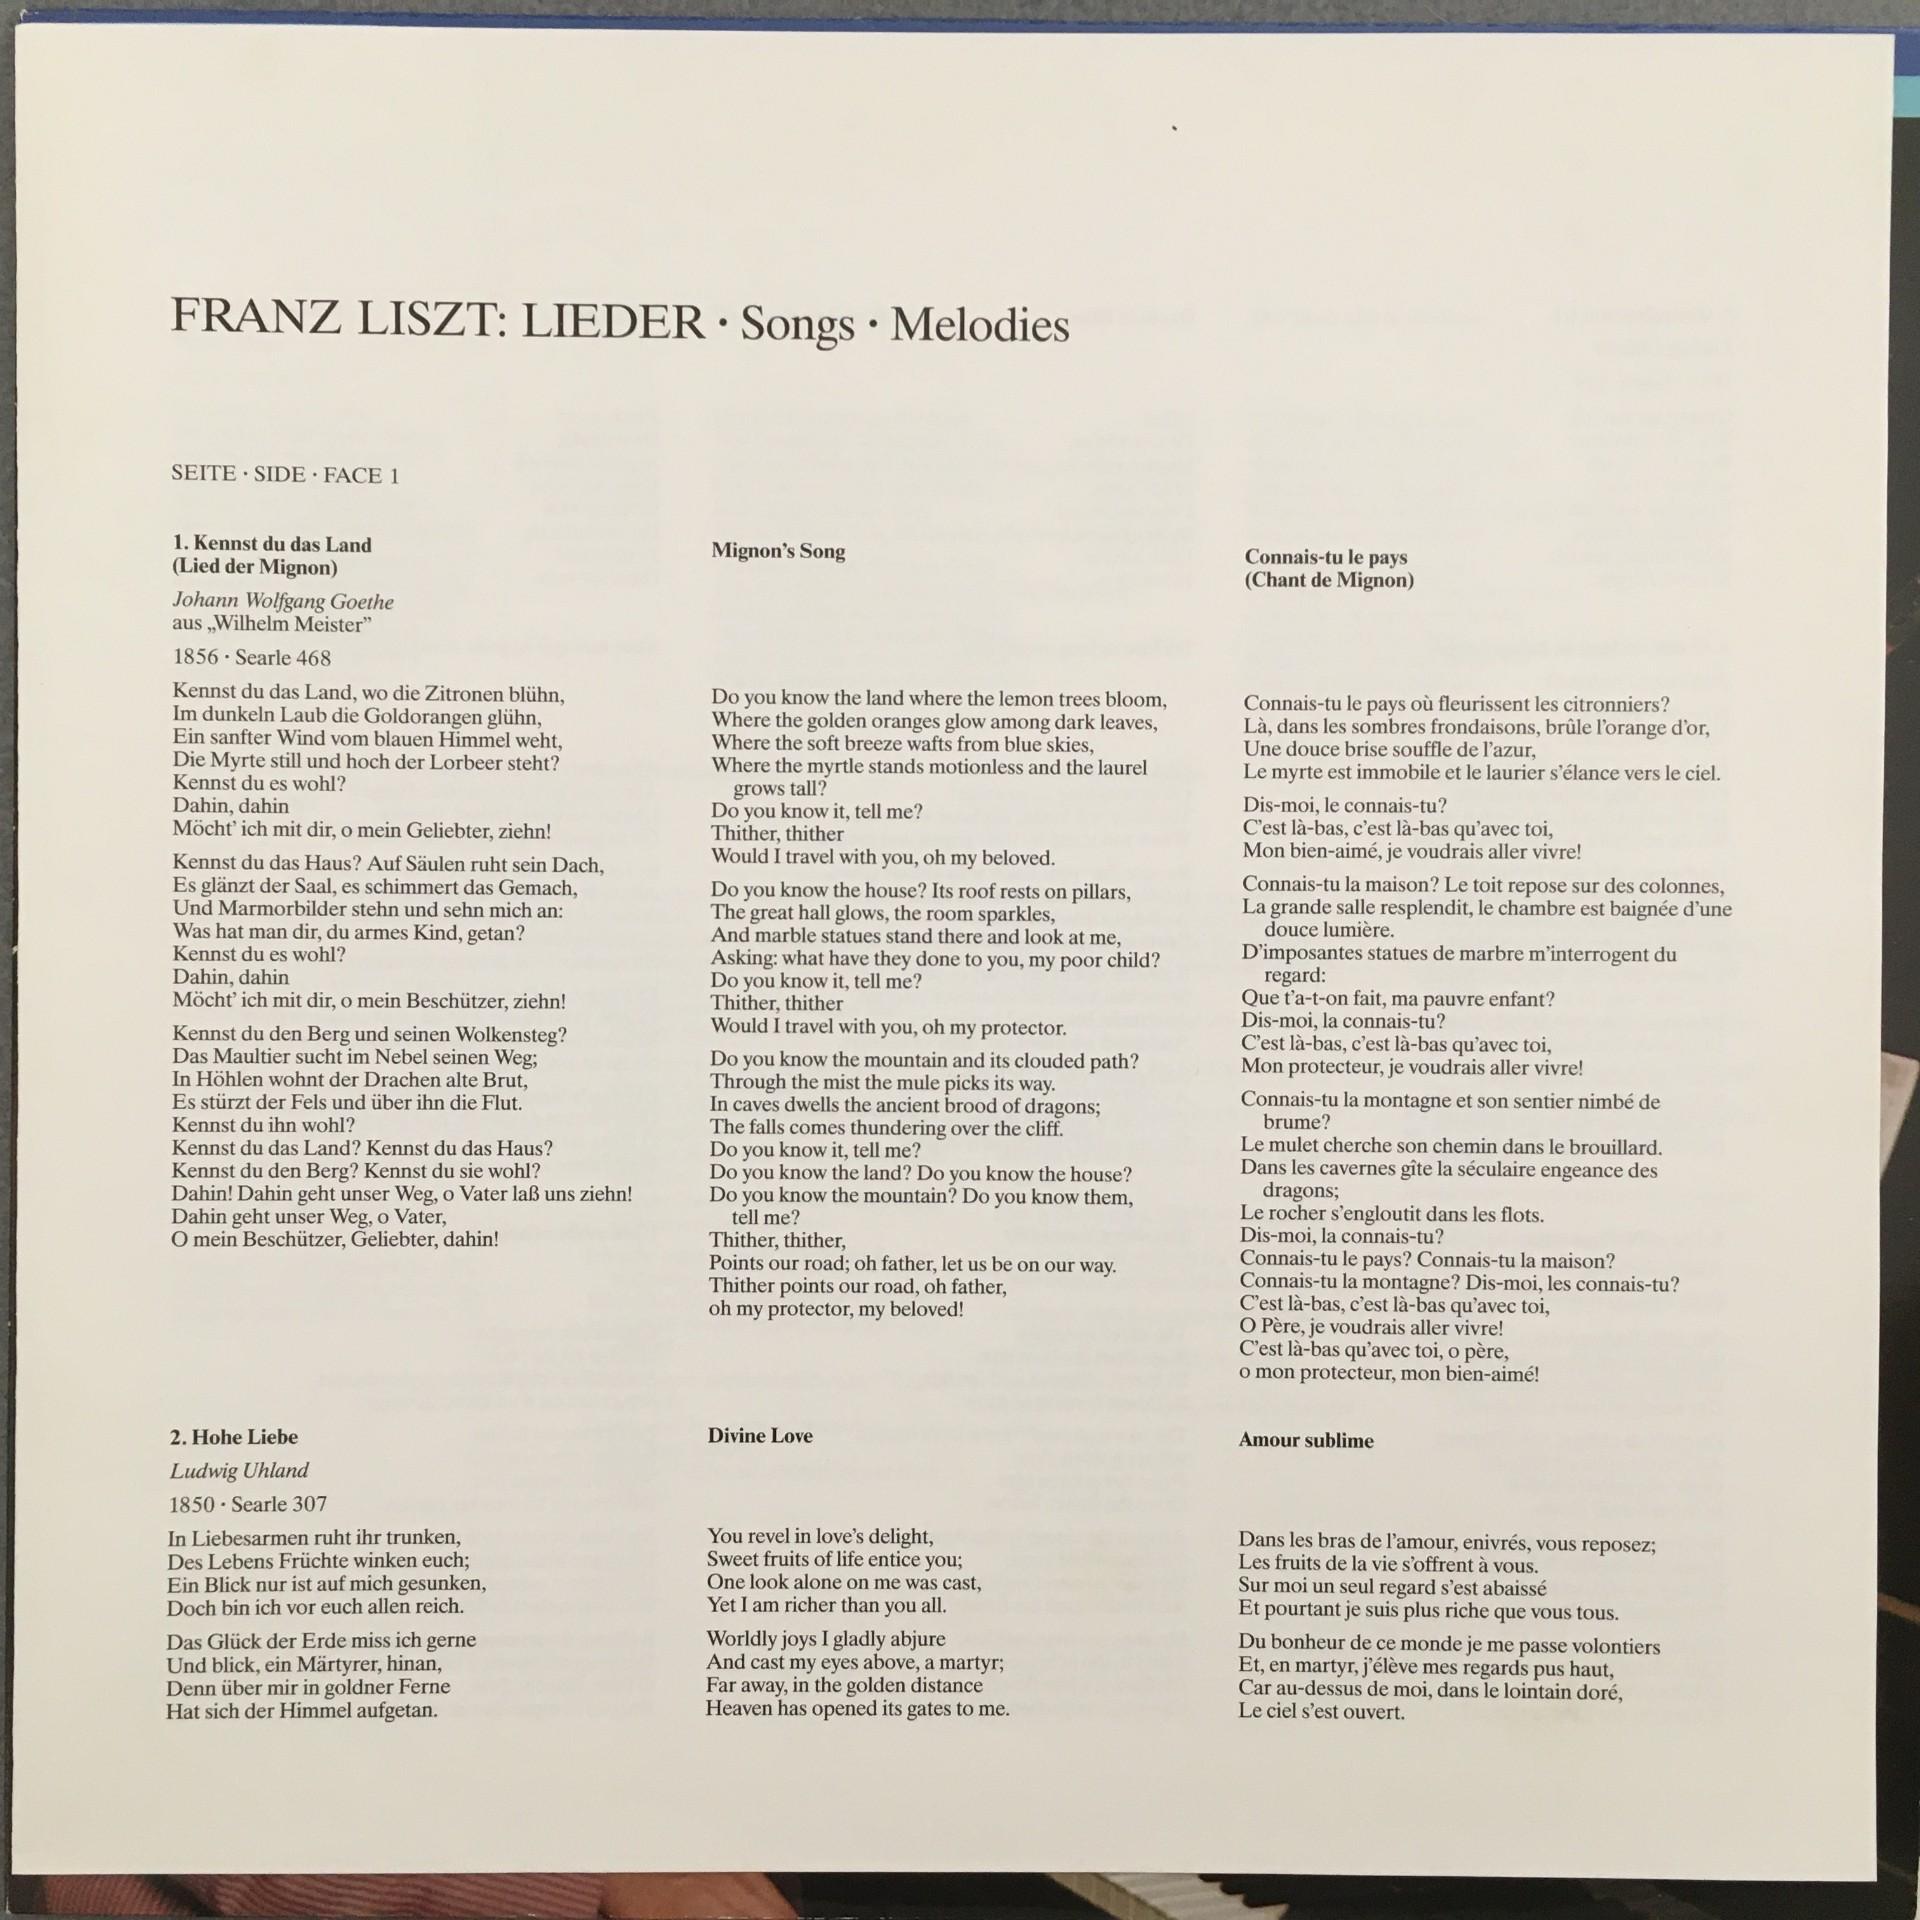 FRANZ LISZT: LIEDER · Songs · Melodies
SEITE · SIDE · FACE 1
1. Kennst du das Land
(Lied der Mignon)
Johann Wolfgang Goethe
aus „Wilhelm Meister”
1856 · Searle 468
Kennst du das Land, wo die Zitronen blühn,
Im dunkeln Laub die Goldorangen glühn,
Ein sanfter Wind vom blauen Himmel weht,
Die Myrte still und hoch der Lorbeer steht?
Kennst du es wohl?
Dahin, dahin
Möcht’ ich mit dir, o mein Geliebter, ziehn!
Kennst du das Haus? Auf Säulen ruht sein Dach,
Es glänzt der Saal, es schimmert das Gemach,
Und Marmorbilder stehn und sehn mich an:
Was hat man dir, du armes Kind, getan?
Kennst du es wohl?
Dahin, dahin
Möcht’ ich mit dir, o mein Beschützer, ziehn!
Kennst du den Berg und seinen Wolkensteg?
Das Maultier sucht im Nebel seinen Weg;
In Höhlen wohnt der Drachen alte Brut,
Es stürzt der Fels und über ihn die Flut.
Kennst du ihn wohl?
Kennst du das Land? Kennst du das Haus?
Kennst du den Berg? Kennst du sie wohl?
Dahin! Dahin geht unser Weg, o Vater laß uns ziehn!
Dahin geht unser Weg, o Vater,
O mein Beschützer, Geliebter, dahin!
Mignon’s Song
Do you know the land where the lemon trees bloom,
Where the golden oranges glow among dark leaves,
Where the soft breeze wafts from blue skies,
Where the myrtle stands motionless and the laurel
grows tall?
Do you know it, tell me?
Thither, thither
Would I travel with you, oh my beloved.
Do you know the house? Its roof rests on pillars,
The great hall glows, the room sparkles,
And marble statues stand there and look at me,
Asking: what have they done to you, my poor child?
Do you know it, tell me?
Thither, thither
Would I travel with you, oh my protector.
Do you know the mountain and its clouded path?
Through the mist the mule picks its way.
In caves dwells the ancient brood of dragons;
The falls comes thundering over the cliff.
Do you know it, tell me?
Do you know the land? Do you know the house?
Do you know the mountain? Do you know them,
tell me?
Thither, thither,
Points our road; oh father, let us be on our way.
Thither points our road, oh father,
oh my protector, my beloved!
Connais-tu le pays
(Chant de Mignon)
Connais-tu le pays où fleurissent les citronniers?
Là, dans les sombres frondaisons, brûle l’orange d’or,
Une douce brise souffle de l’azur,
Le myrte est immobile et le laurier s’élance vers le ciel.
Dis-moi, le connais-tu?
C’est là-bas, c’est là-bas qu’avec toi,
Mon bien-aimé, je voudrais aller vivre!
Connais-tu la maison? Le toit repose sur des colonnes,
La grande salle resplendit, le chambre est baignée d’une
douce lumière.
D’imposantes statues de marbre m’interrogent du
regard:
Que t’a-t-on fait, ma pauvre enfant?
Dis-moi, la connais-tu?
C’est là-bas, c’est là-bas qu’avec toi,
Mon protecteur, je voudrais aller vivre!
Connais-tu la montagne et son sentier nimbé de
brume?
Le mulet cherche son chemin dans le brouillard.
Dans les cavernes gîte la séculaire engeance des
dragons;
Le rocher s’engloutit dans les flots.
Dis-moi, la connais-tu?
Connais-tu le pays? Connais-tu la maison?
Connais-tu la montagne? Dis-moi, les connais-tu?
C’est là-bas, c’est là-bas qu’avec toi,
O Père, je voudrais aller vivre!
C’est là-bas qu’avec toi, o père,
o mon protecteur, mon bien-aimé!
2. Hohe Liebe
Ludwig Uhland
1850 · Searle 307
In Liebesarmen ruht ihr trunken,
Des Lebens Früchte winken euch;
Ein Blick nur ist auf mich gesunken,
Doch bin ich vor euch allen reich.
Das Glück der Erde miss ich gerne
Und blick, ein Märtyrer, hinan,
Denn über mir in goldner Ferne
Hat sich der Himmel aufgetan.
Divine Love
You revel in love’s delight,
Sweet fruits of life entice you;
One look alone on me was cast,
Yet I am richer than you all.
Worldly joys I gladly abjure
And cast my eyes above, a martyr;
Far away, in the golden distance
Heaven has opened its gates to me.
Amour sublime
Dans les bras de l’amour, enivrés, vous reposez;
Les fruits de la vie s’offrent à vous.
Sur moi un seul regard s’est abaissé
Et pourtant je suis plus riche que vous tous.
Du bonheur de ce monde je me passe volontiers
Et, en martyr, j’élève mes regards pus haut,
Car au-dessus de moi, dans le lointain doré,
Le ciel s’est ouvert.